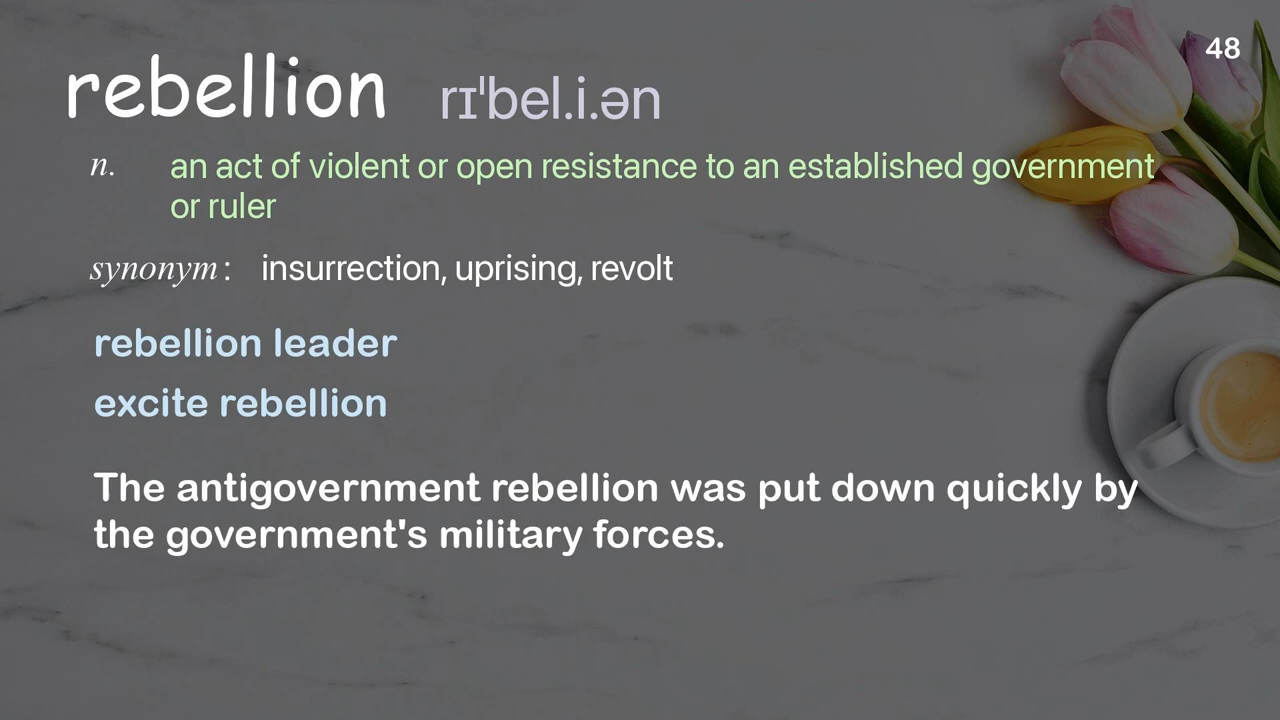 48
rebellion rɪˈbel.i.ən
n. an act of violent or open resistance to an established government
or ruler
synonym: insurrection, uprising, revolt
rebellion leader
excite rebellion
The antigovernment rebellion was put down quickly by
the government's military forces.